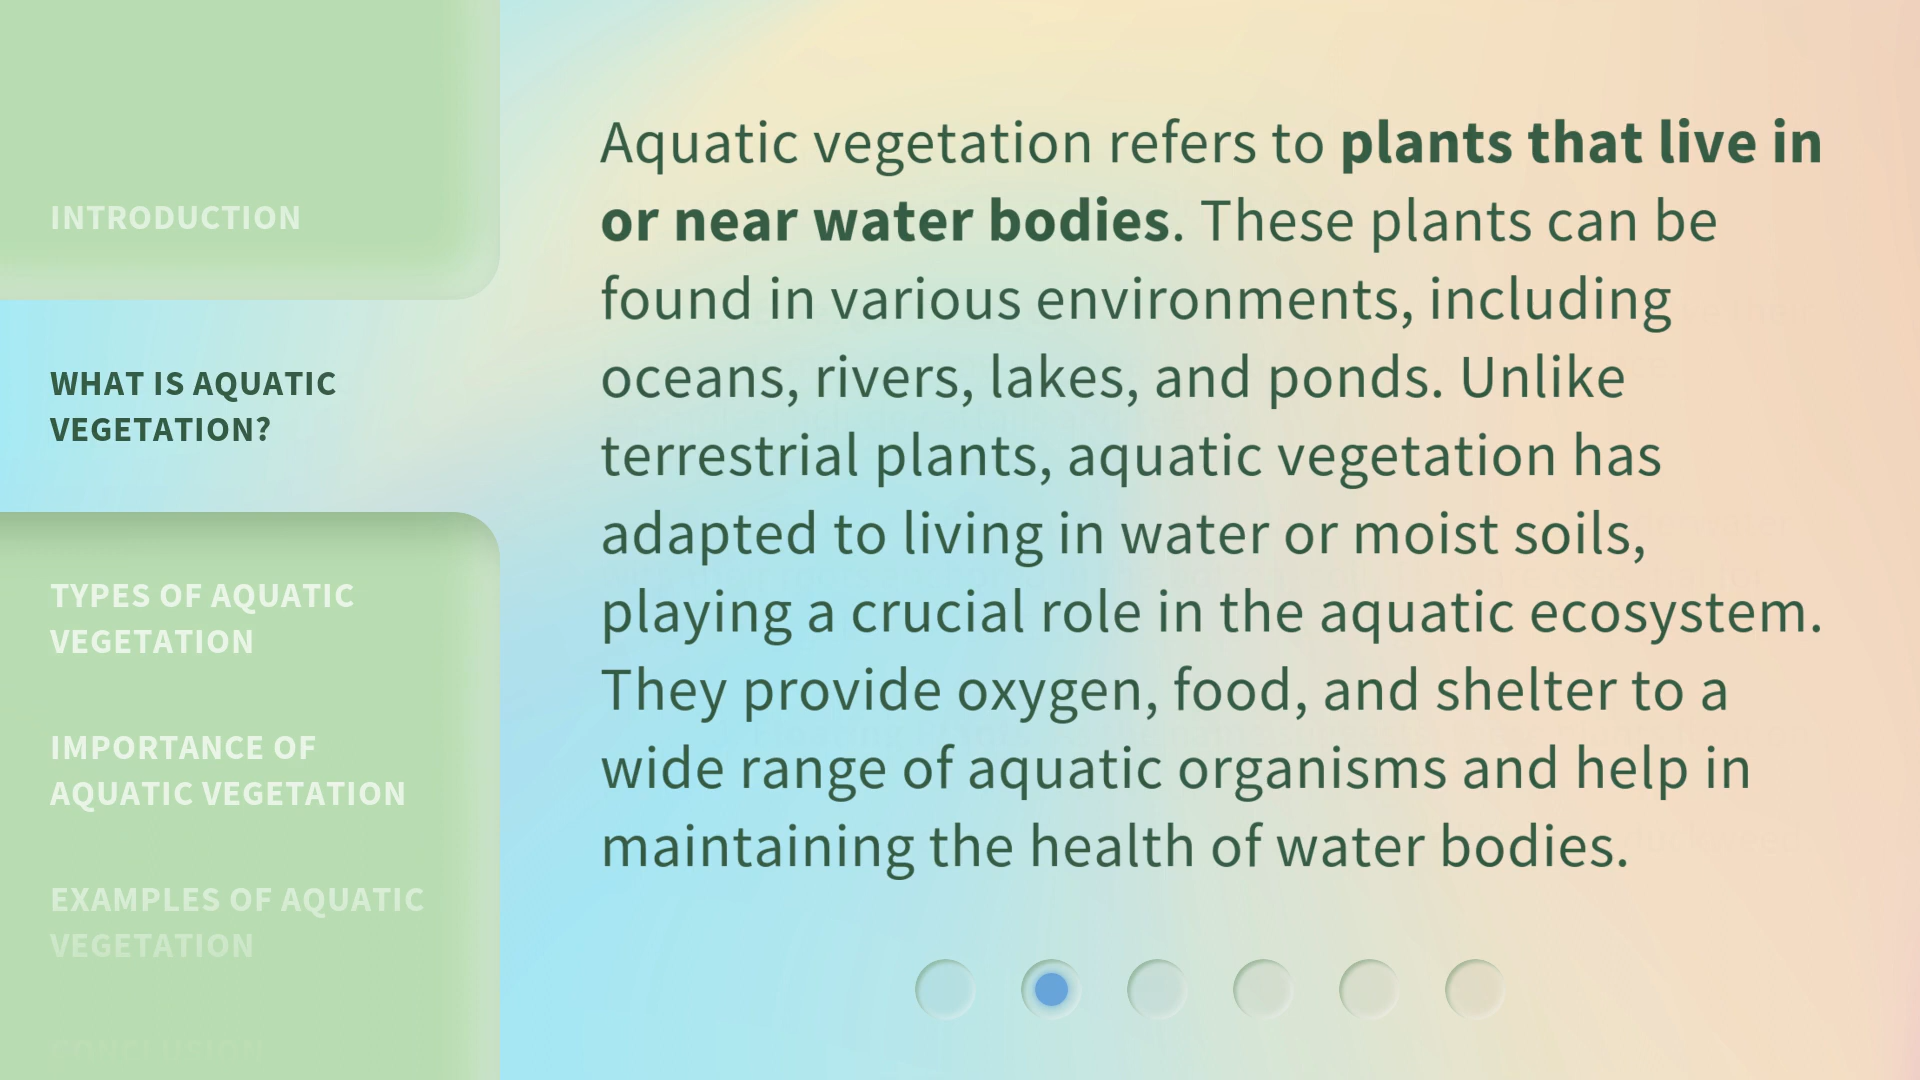 INTRODUCTION
WHAT IS AQUATIC
VEGETATION?
TYPES OF AQUATIC
VEGETATION
IMPORTANCE OF
AQUATIC VEGETATION
EXAMPLES OF AQUATIC
VEGETATION
CONCLUSION
Aquatic vegetation refers to plants that live in
or near water bodies. These plants can be
found in various environments, including
oceans, rivers, lakes, and ponds. Unlike
terrestrial plants, aquatic vegetation has
adapted to living in water or moist soils,
playing a crucial role in the aquatic ecosystem.
They provide oxygen, food, and shelter to a
wide range of aquatic organisms and help in
maintaining the health of water bodies.